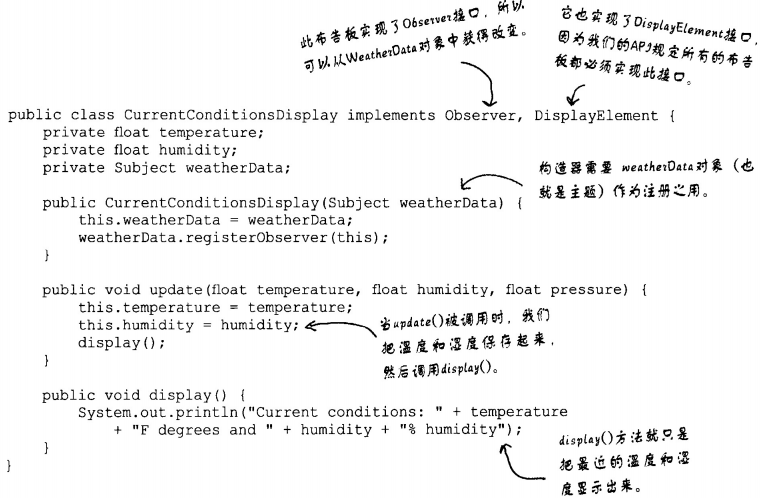 此布告板实现了Observer接口，所以
可以从WeatherData对象中获得改变。
它也实现了DisplayElement接口，
因为我们的API规定所有的布告
板都必须实现此接口。
public class CurrentConditionsDisplay implements Observer, DisplayElement {
private float temperature;
private float humidity;
private Subject weatherData;
构造器需要 weatherData对象（也
就是主题）作为注册之用。
public CurrentConditionsDisplay(Subject weatherData) {
this.weatherData = weatherData;
weatherData.registerObserver(this);
}
public void update(float temperature, float humidity, float pressure) {
this.temperature = temperature;
this.humidity = humidity;
display();
}
当update()被调用时，我们
把温度和湿度保存起来，
然后调用display()。
public void display() {
System.out.println("Current conditions: " + temperature
+ "F degrees and " + humidity + "% humidity");
}
}
display()方法就只是
把最近的温度和湿
度显示出来。